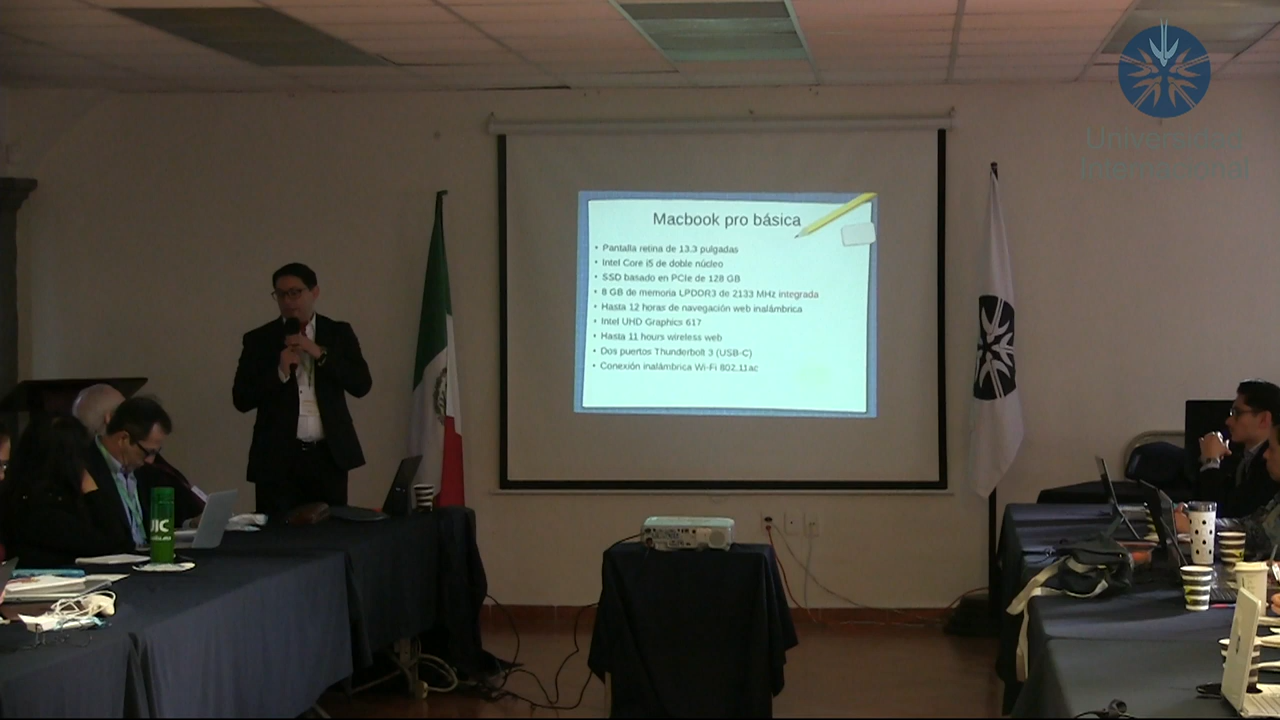 Universidad
Internacional
Macbook pro básica
• Pantalla retina de 13.3 pulgadas
• Intel Core i5 de doble núcleo
• SSD basado en PCIe de 128 GB
• 8 GB de memoria LPDDR3 de 2133 MHz integrada
• Hasta 12 horas de navegación web inalámbrica
• Intel UHD Graphics 617
• Hasta 11 hours wireless web
• Dos puertos Thunderbolt 3 (USB-C)
• Conexión inalámbrica Wi-Fi 802.11ac
UIC